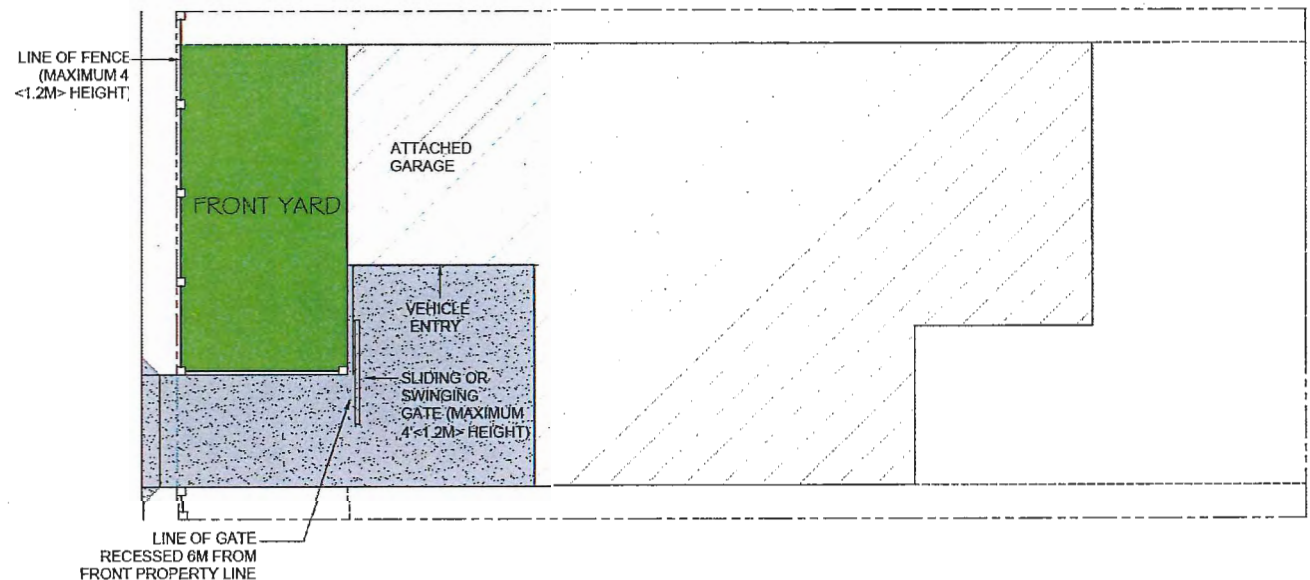 LINE OF FENCE
(MAXIMUM 4
<1.2M> HEIGHT)
ATTACHED
GARAGE
FRONT YARD
VEHICLE
ENTRY
SLIDING OR
SWINGING
GATE (MAXIMUM
4'<1.2M> HEIGHT)
LINE OF GATE
RECESSED 6M FROM
FRONT PROPERTY LINE